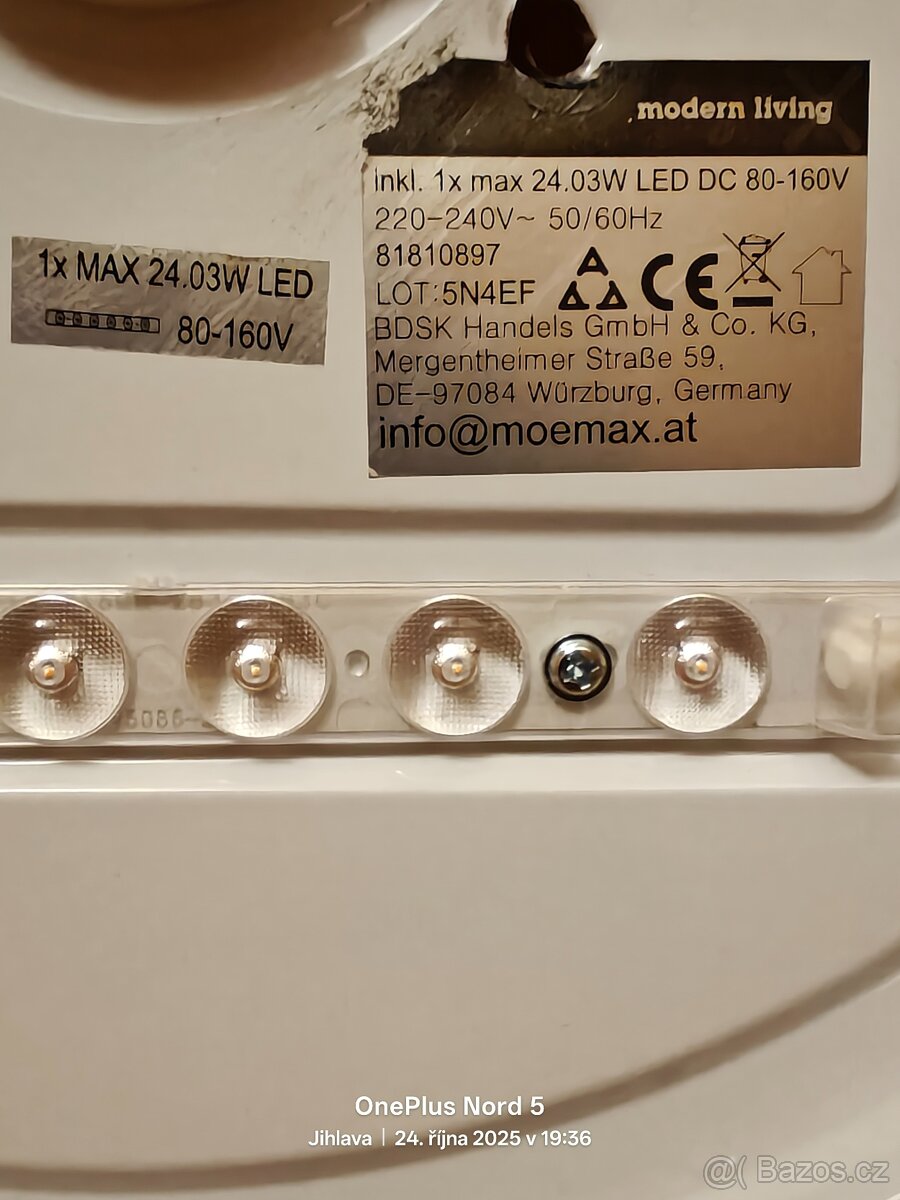 modern living
Inkl. 1x max 24.03W LED DC 80-160V
220-240V~ 50/60Hz
81810897
LOT:5N4EF
BDSK Handels GmbH & Co. KG,
Mergentheimer Straße 59,
DE-97084 Würzburg, Germany
info@moemax.at
1x MAX 24.03W LED
80-160V
OnePlus Nord 5
Jihlava | 24. října 2025 v 19:36
@( Bazos.cz